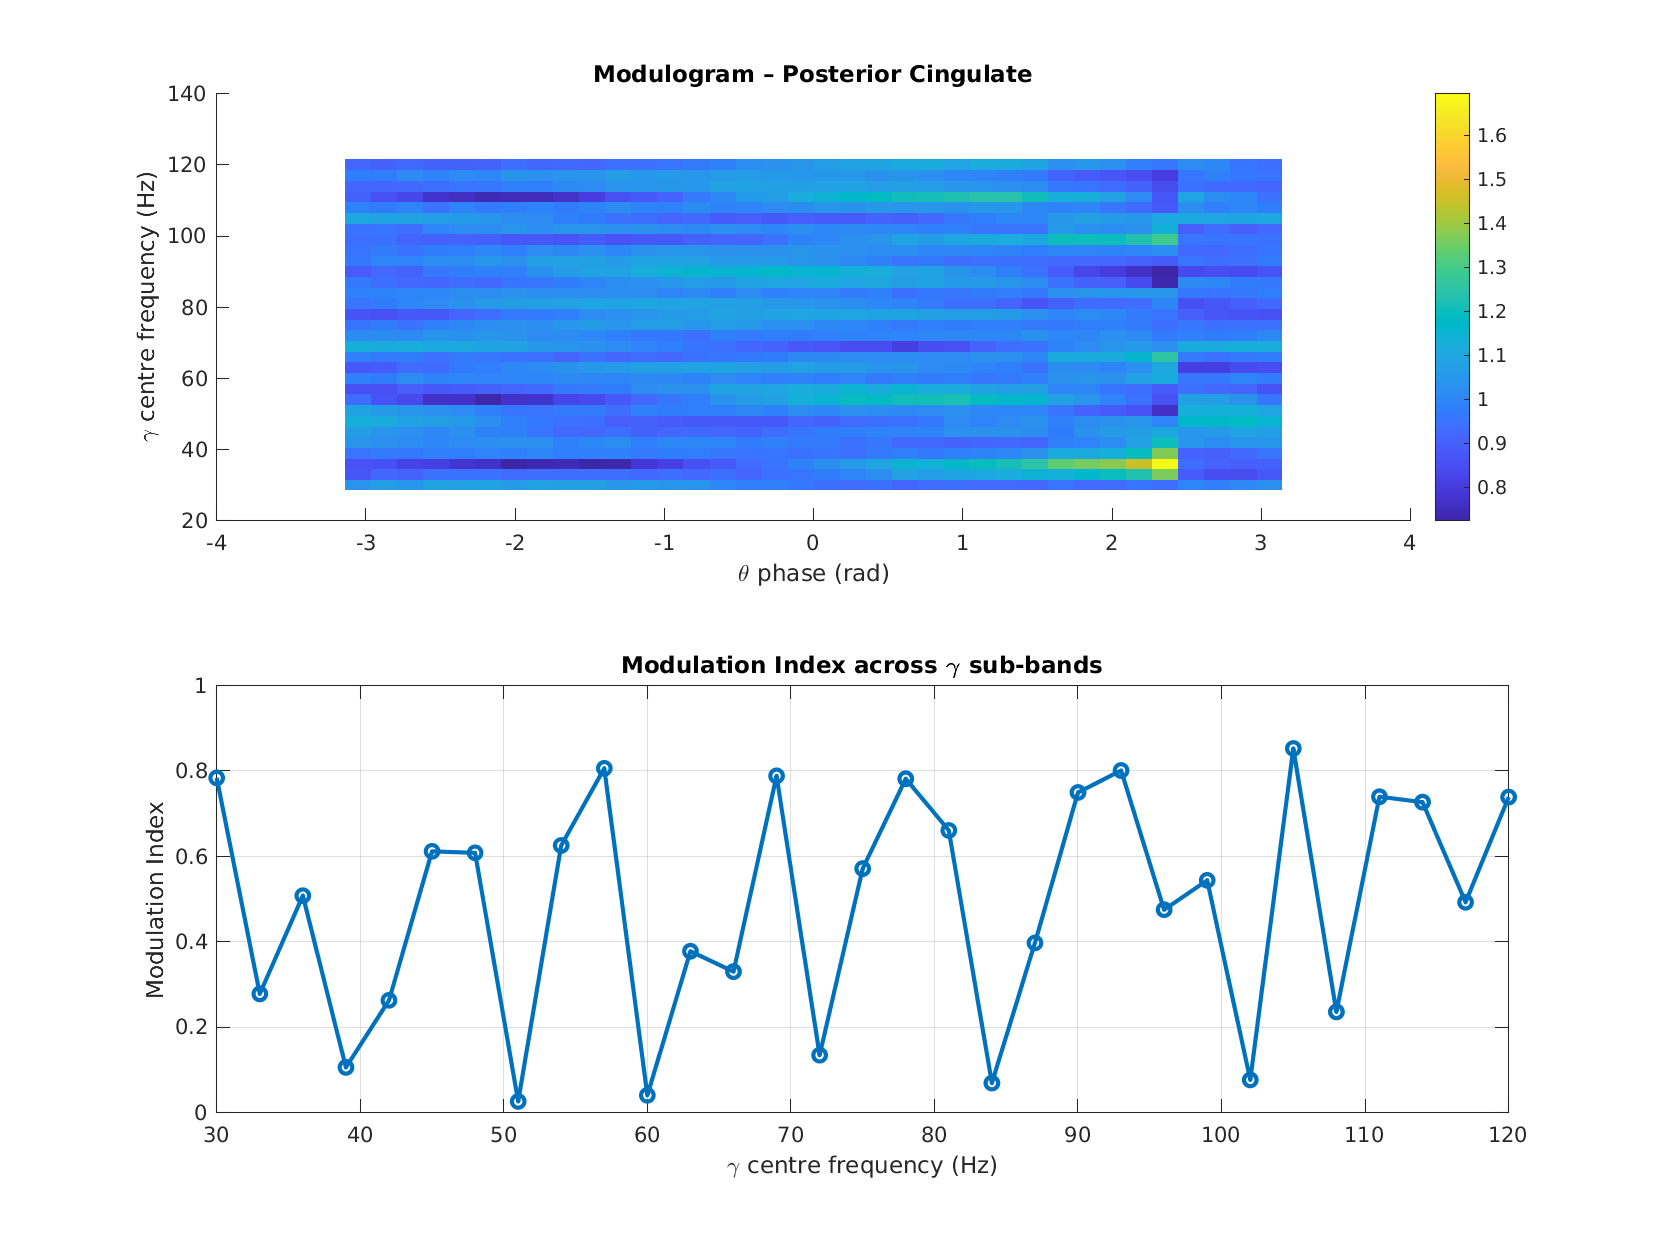 Modulogram – Posterior Cingulate
140
120
100
80
60
40
20
γ centre frequency (Hz)
-4 -3 -2 -1 0 1 2 3 4
θ phase (rad)
1.6
1.5
1.4
1.3
1.2
1.1
1
0.9
0.8
Modulation Index across γ sub-bands
1
0.8
0.6
0.4
0.2
0
Modulation Index
30 40 50 60 70 80 90 100 110 120
γ centre frequency (Hz)